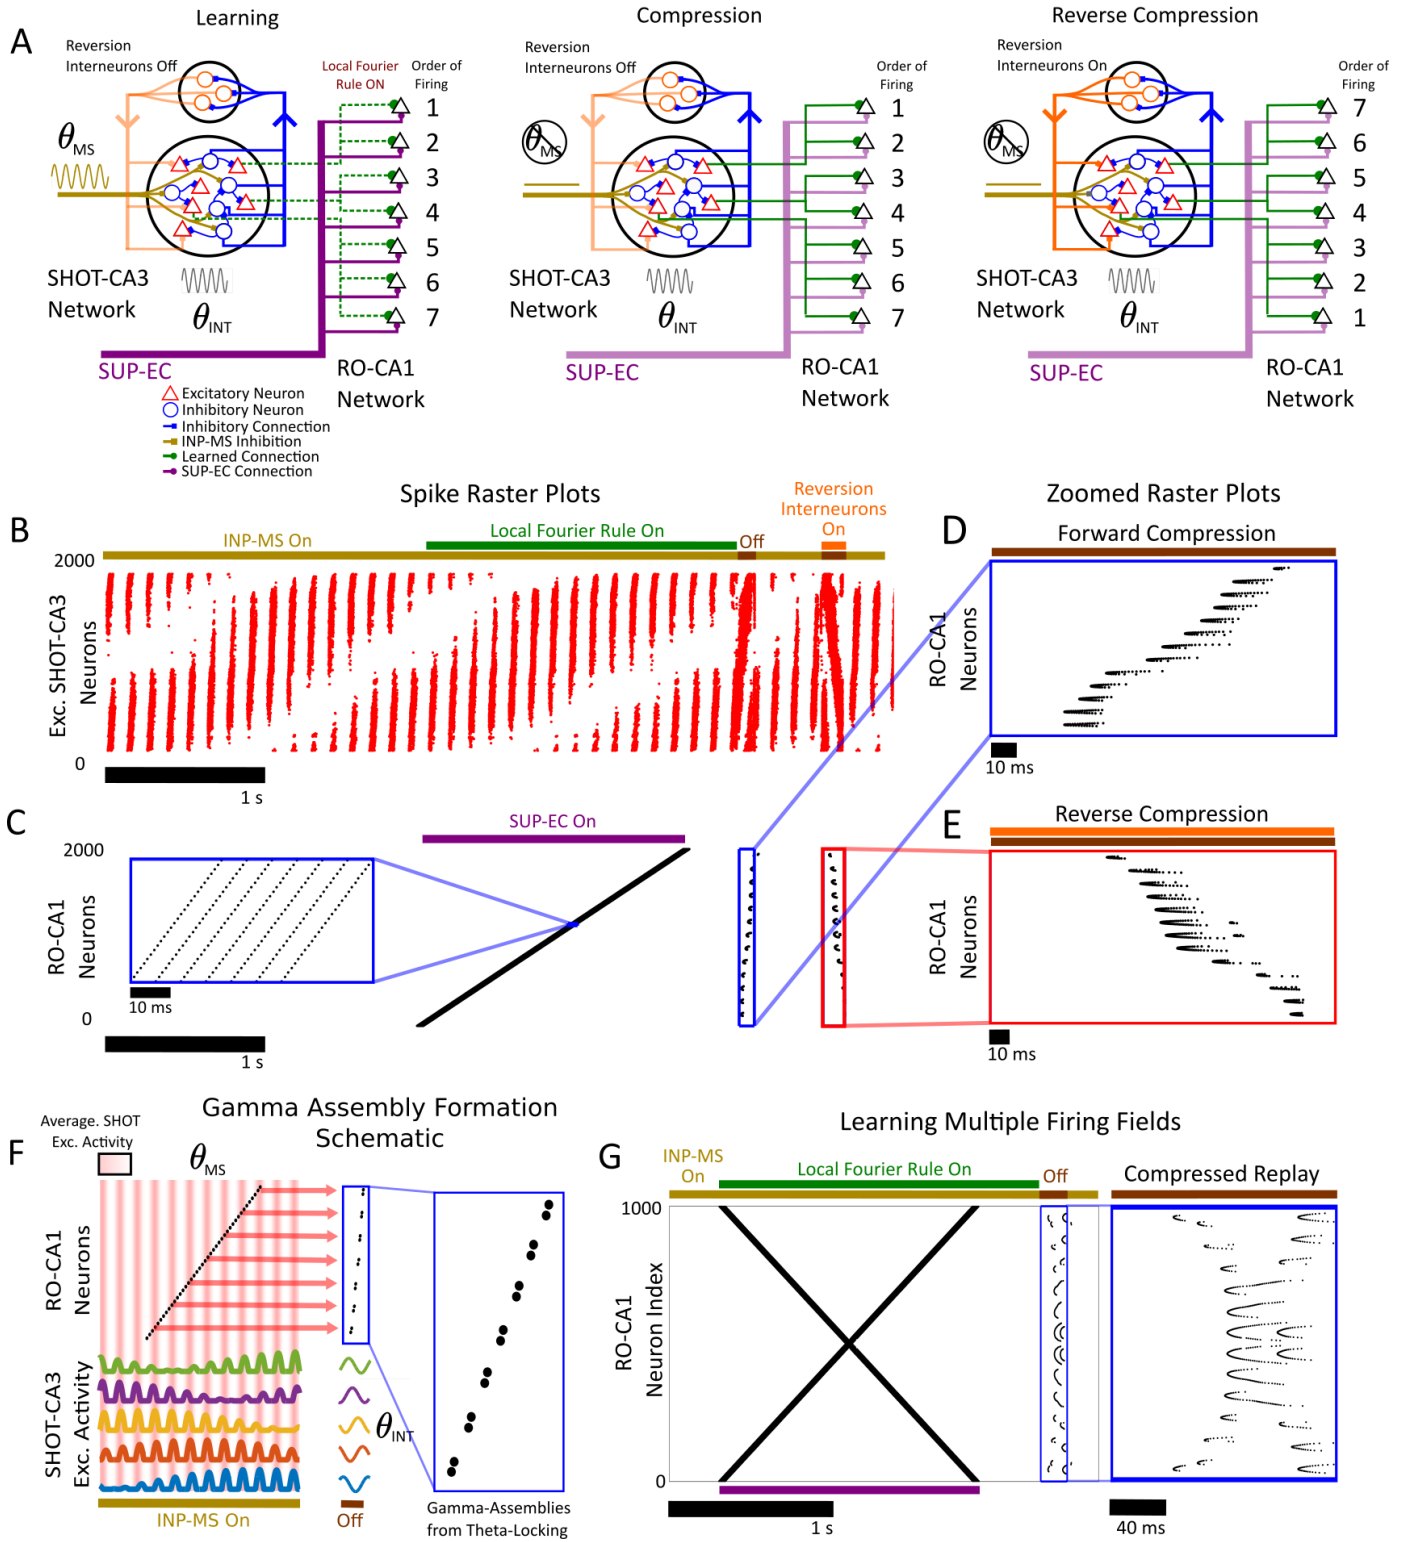 Learning
Compression
Reverse Compression
A
Reversion
Interneurons Off
Local Fourier
Rule ON
Order of
Firing
θMS
1
2
3
4
5
6
7
SHOT-CA3
Network
θINT
SUP-EC
RO-CA1
Network
Reversion
Interneurons Off
Order of
Firing
θMS
1
2
3
4
5
6
7
SHOT-CA3
Network
θINT
SUP-EC
RO-CA1
Network
Reversion
Interneurons On
Order of
Firing
θMS
7
6
5
4
3
2
1
SHOT-CA3
Network
θINT
SUP-EC
RO-CA1
Network
Excitatory Neuron
Inhibitory Neuron
Inhibitory Connection
INP-MS Inhibition
Learned Connection
SUP-EC Connection
Spike Raster Plots
Zoomed Raster Plots
B
INP-MS On
Local Fourier Rule On
Off
Reversion
Interneurons
On
2000
Exc. SHOT-CA3
Neurons
0
1 s
D
Forward Compression
RO-CA1
Neurons
10 ms
C
SUP-EC On
2000
RO-CA1
Neurons
0
10 ms
1 s
E
Reverse Compression
RO-CA1
Neurons
10 ms
Gamma Assembly Formation
Schematic
Average. SHOT
Exc. Activity
F
θMS
RO-CA1
Neurons
SHOT-CA3
Exc. Activity
θINT
INP-MS On
Off
Gamma-Assemblies
from Theta-Locking
Learning Multiple Firing Fields
G
INP-MS
On
Local Fourier Rule On
Off
Compressed Replay
1000
RO-CA1
Neuron Index
0
1 s
40 ms